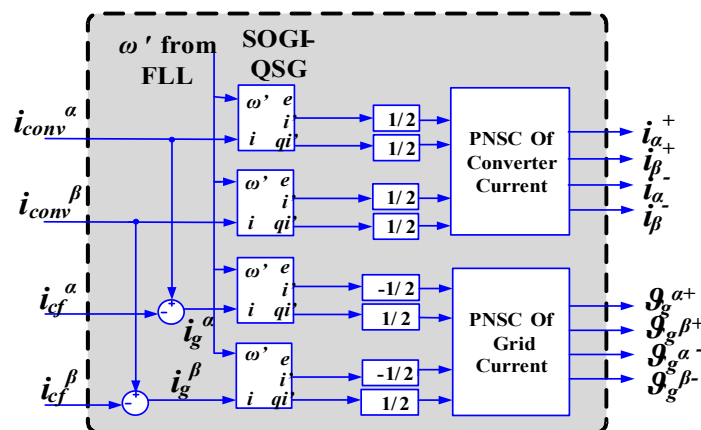 ω' from FLL
SOGI-QSG
i_conv^α
i_conv^β
i_cf^α
i_cf^β
i_g^α
i_g^β
ω' e
i'
i qi'
ω' e
i'
i qi'
ω' e
i'
i qi'
ω' e
i'
i qi'
1/2
1/2
1/2
1/2
-1/2
1/2
-1/2
1/2
PNSC Of
Converter
Current
PNSC Of
Grid
Current
+
-
+
-
i_α^+
i_β^+
i_α^-
i_β^-
ϑ_g^α+
ϑ_g^β+
ϑ_g^α-
ϑ_g^β-